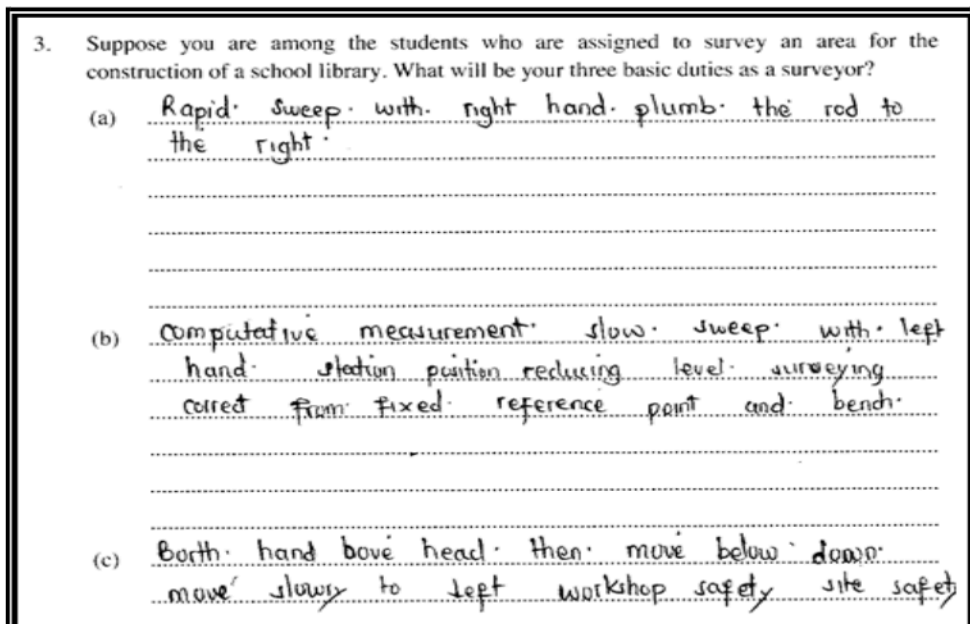 3. Suppose you are among the students who are assigned to survey an area for the
construction of a school library. What will be your three basic duties as a surveyor?
(a) Rapid. sweep. with. right hand. plumb. the rod to
the right.
(b) computative measurement. slow. sweep. with. left
hand. station position reducing level. surveying
correct from fixed. reference point and. bench.
(c) Borth. hand bove head. then. move below down.
move slowry to left workshop safety site safety